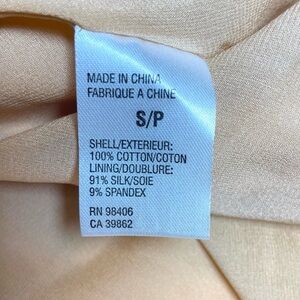 MADE IN CHINA
FABRIQUE A CHINE
S/P
SHELL/EXTERIEUR:
100% COTTON/COTON
LINING/DOUBLURE:
91% SILK/SOIE
9% SPANDEX
RN 98406
CA 39862